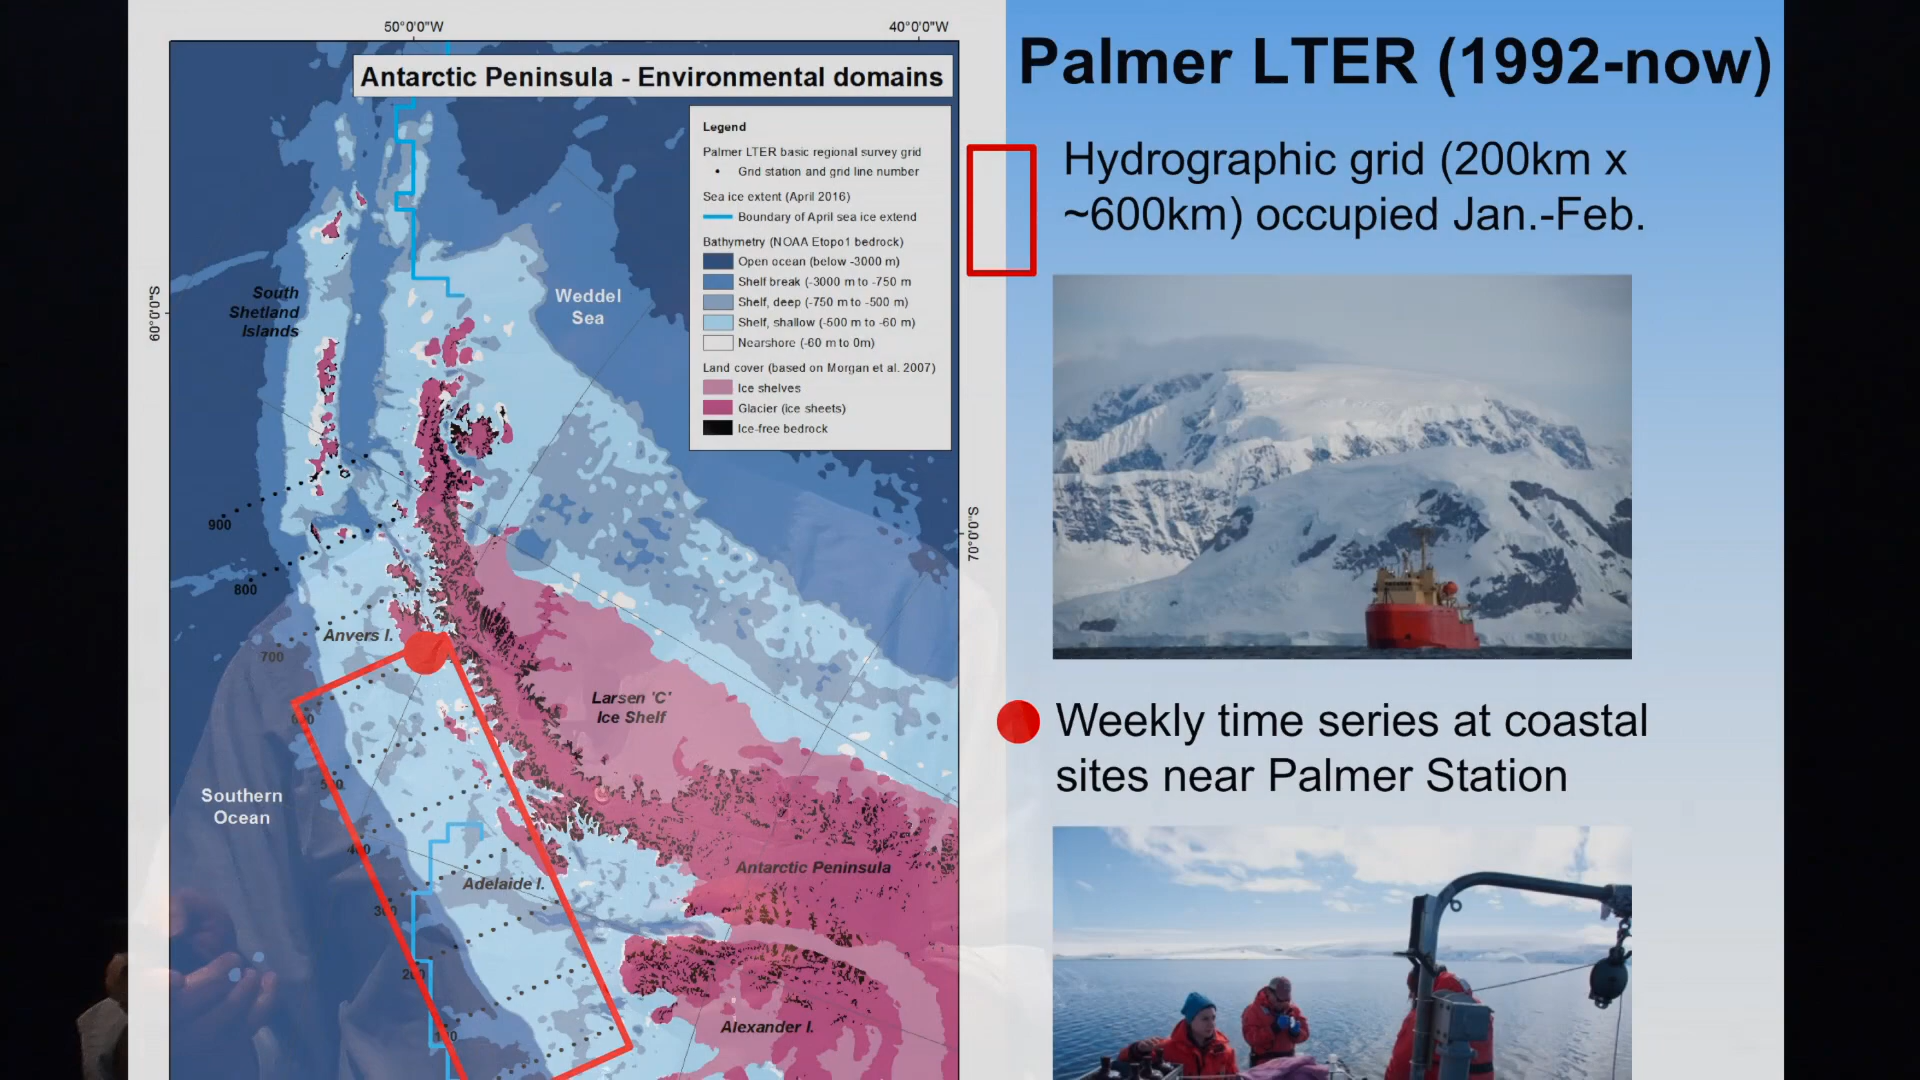 50°0'0"W
40°0'0"W
Antarctic Peninsula - Environmental domains
Legend
Palmer LTER basic regional survey grid
Grid station and grid line number
Sea ice extent (April 2016)
Boundary of April sea ice extend
Bathymetry (NOAA Etopo1 bedrock)
Open ocean (below -3000 m)
Shelf break (-3000 m to -750 m
Shelf, deep (-750 m to -500 m)
Shelf, shallow (-500 m to -60 m)
Nearshore (-60 m to 0m)
Land cover (based on Morgan et al. 2007)
Ice shelves
Glacier (ice sheets)
Ice-free bedrock
60°0'0"S
70°0'0"S
South
Shetland
Islands
Weddel
Sea
900
800
Anvers I.
700
600
500
400
300
200
100
Larsen 'C'
Ice Shelf
Southern
Ocean
Adelaide I.
Antarctic Peninsula
Alexander I.
Palmer LTER (1992-now)
Hydrographic grid (200km x
~600km) occupied Jan.-Feb.
Weekly time series at coastal
sites near Palmer Station